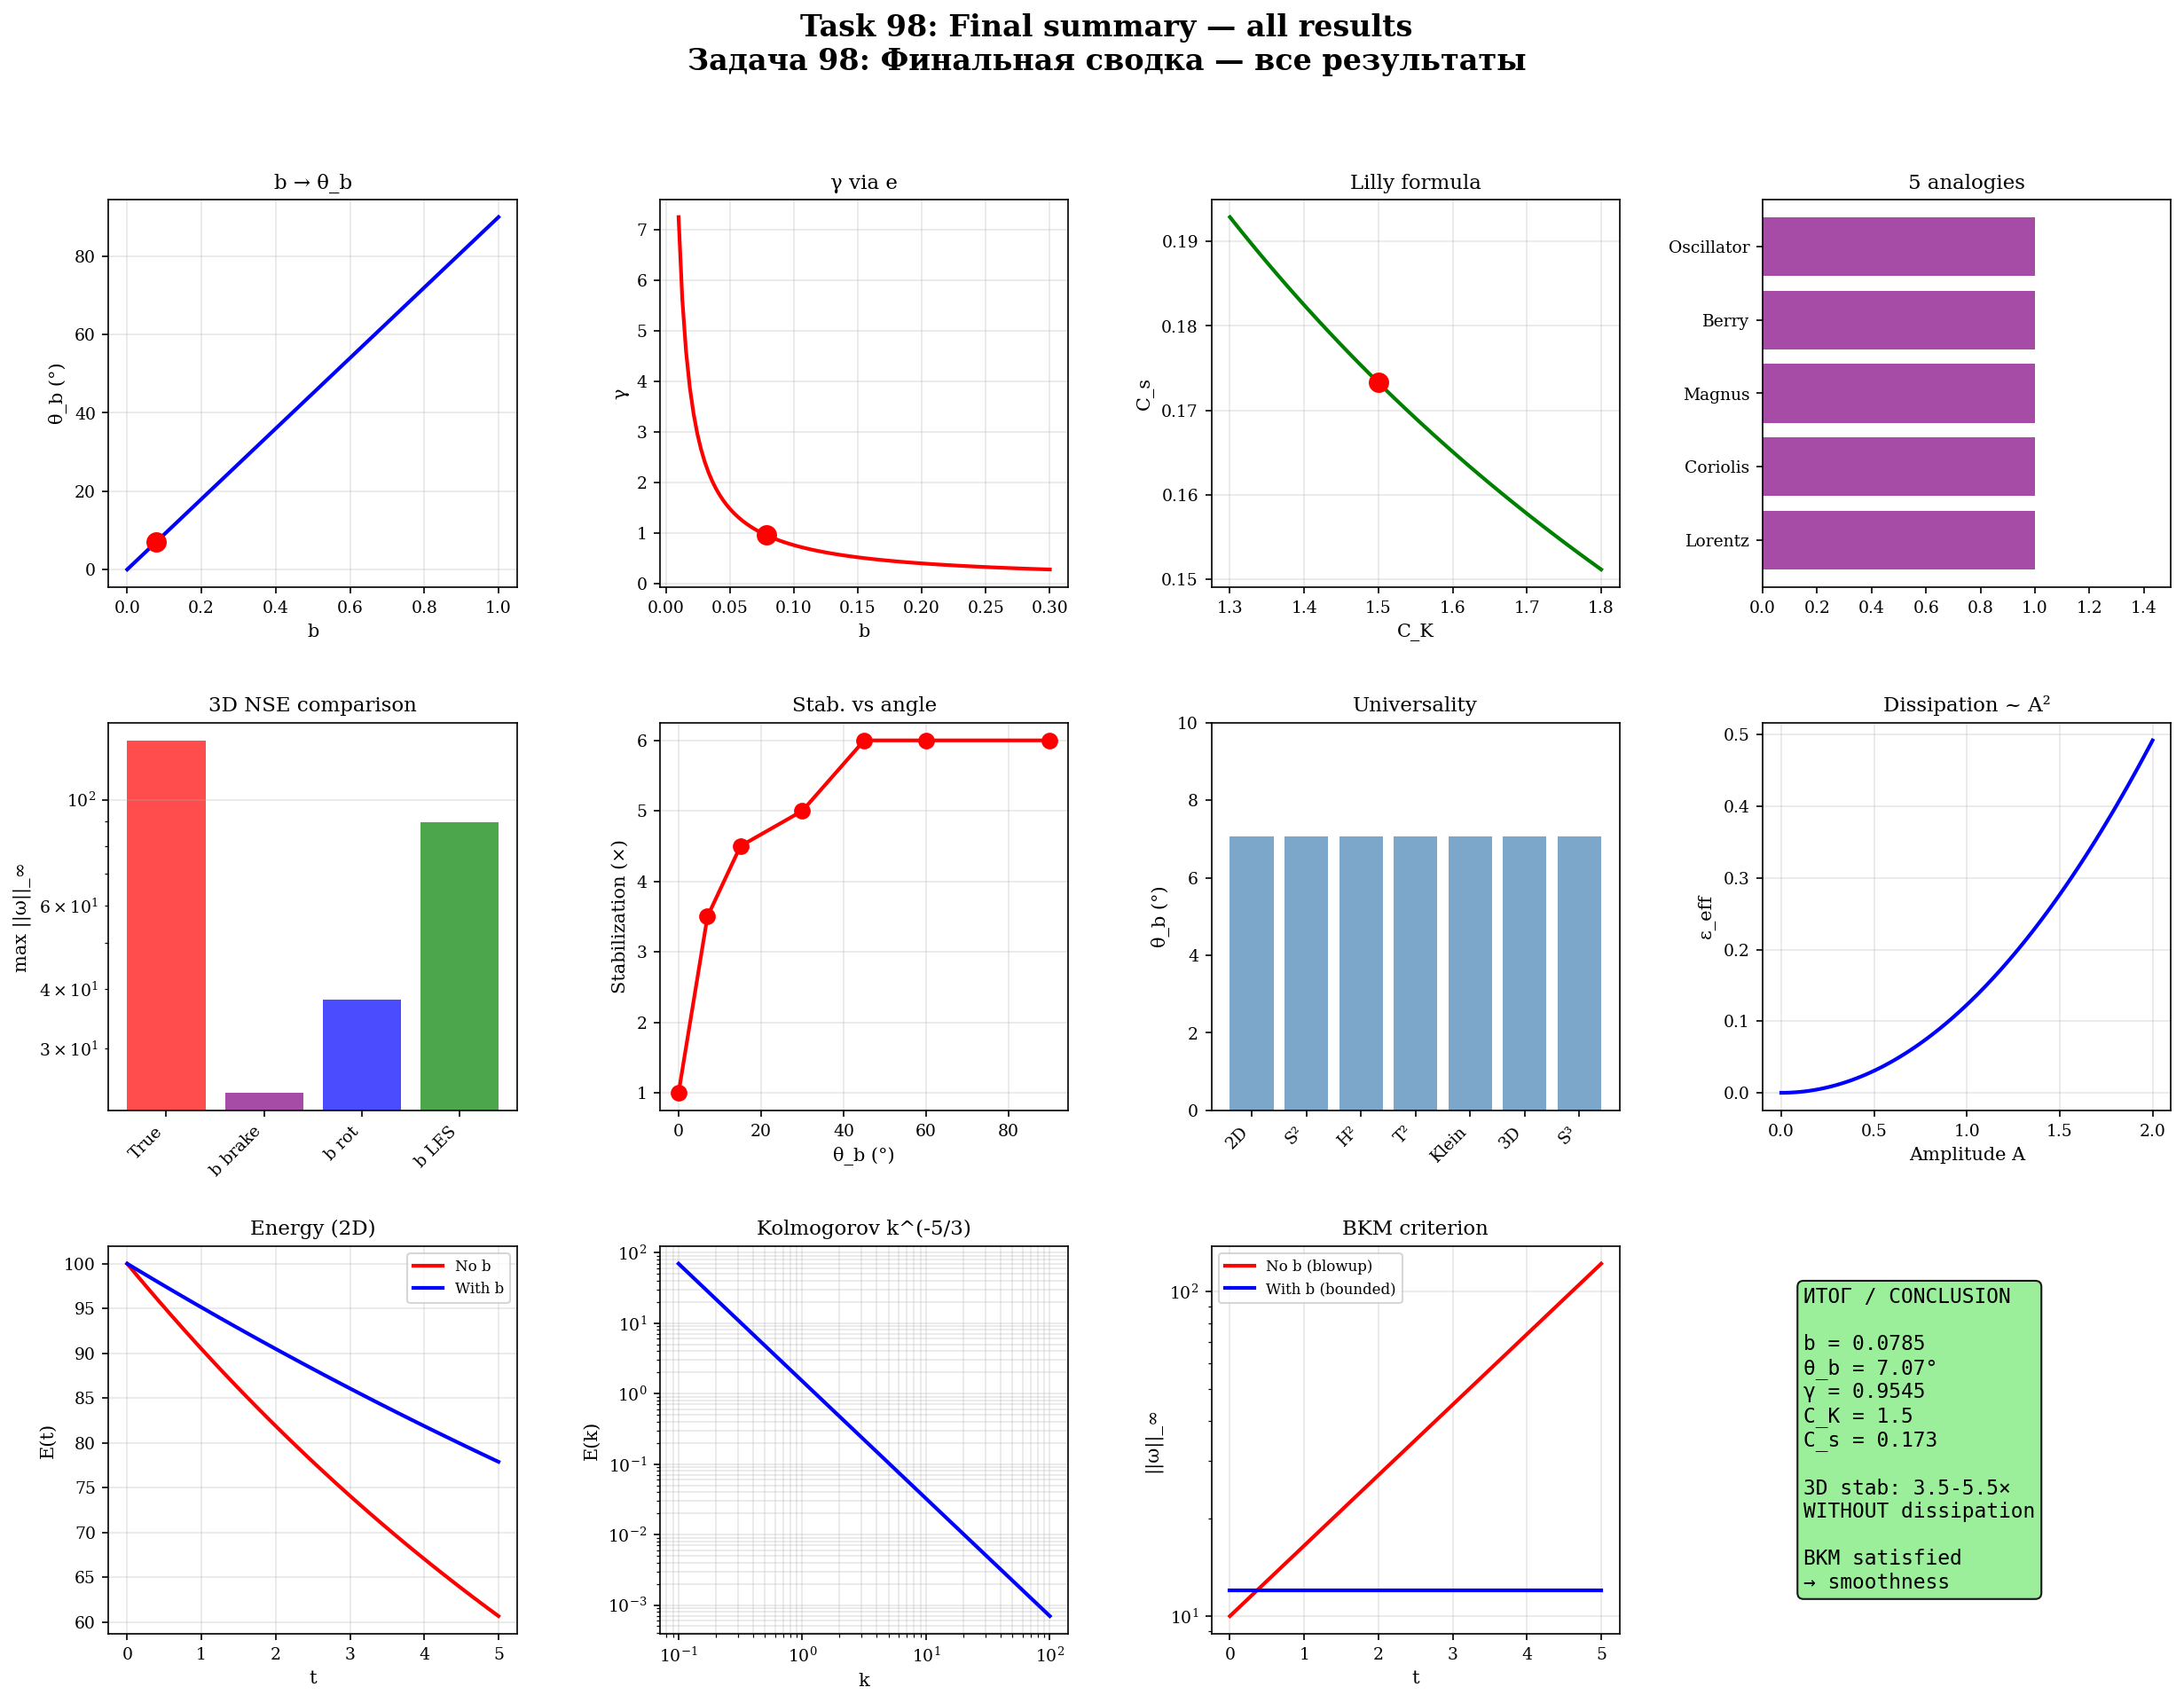 Task 98: Final summary — all results
Задача 98: Финальная сводка — все результаты
b → θ_b
θ_b (°)
80
60
40
20
0
0.0 0.2 0.4 0.6 0.8 1.0
b
γ via e
γ
7
6
5
4
3
2
1
0
0.00 0.05 0.10 0.15 0.20 0.25 0.30
b
Lilly formula
C_s
0.19
0.18
0.17
0.16
0.15
1.3 1.4 1.5 1.6 1.7 1.8
C_K
5 analogies
Oscillator
Berry
Magnus
Coriolis
Lorentz
0.0 0.2 0.4 0.6 0.8 1.0 1.2 1.4
3D NSE comparison
max ||ω||_∞
10²
6 × 10¹
4 × 10¹
3 × 10¹
True b brake b rot b LES
Stab. vs angle
Stabilization (×)
6
5
4
3
2
1
0 20 40 60 80
θ_b (°)
Universality
θ_b (°)
10
8
6
4
2
0
2D S² H² T² Klein 3D S³
Dissipation ~ A²
ε_eff
0.5
0.4
0.3
0.2
0.1
0.0
0.0 0.5 1.0 1.5 2.0
Amplitude A
Energy (2D)
E(t)
100
95
90
85
80
75
70
65
60
No b
With b
0 1 2 3 4 5
t
Kolmogorov k^(-5/3)
E(k)
10²
10¹
10⁰
10⁻¹
10⁻²
10⁻³
10⁻¹ 10⁰ 10¹ 10²
k
BKM criterion
||ω||_∞
10²
10¹
No b (blowup)
With b (bounded)
0 1 2 3 4 5
t
ИТОГ / CONCLUSION
b = 0.0785
θ_b = 7.07°
γ = 0.9545
C_K = 1.5
C_s = 0.173
3D stab: 3.5-5.5×
WITHOUT dissipation
BKM satisfied
→ smoothness